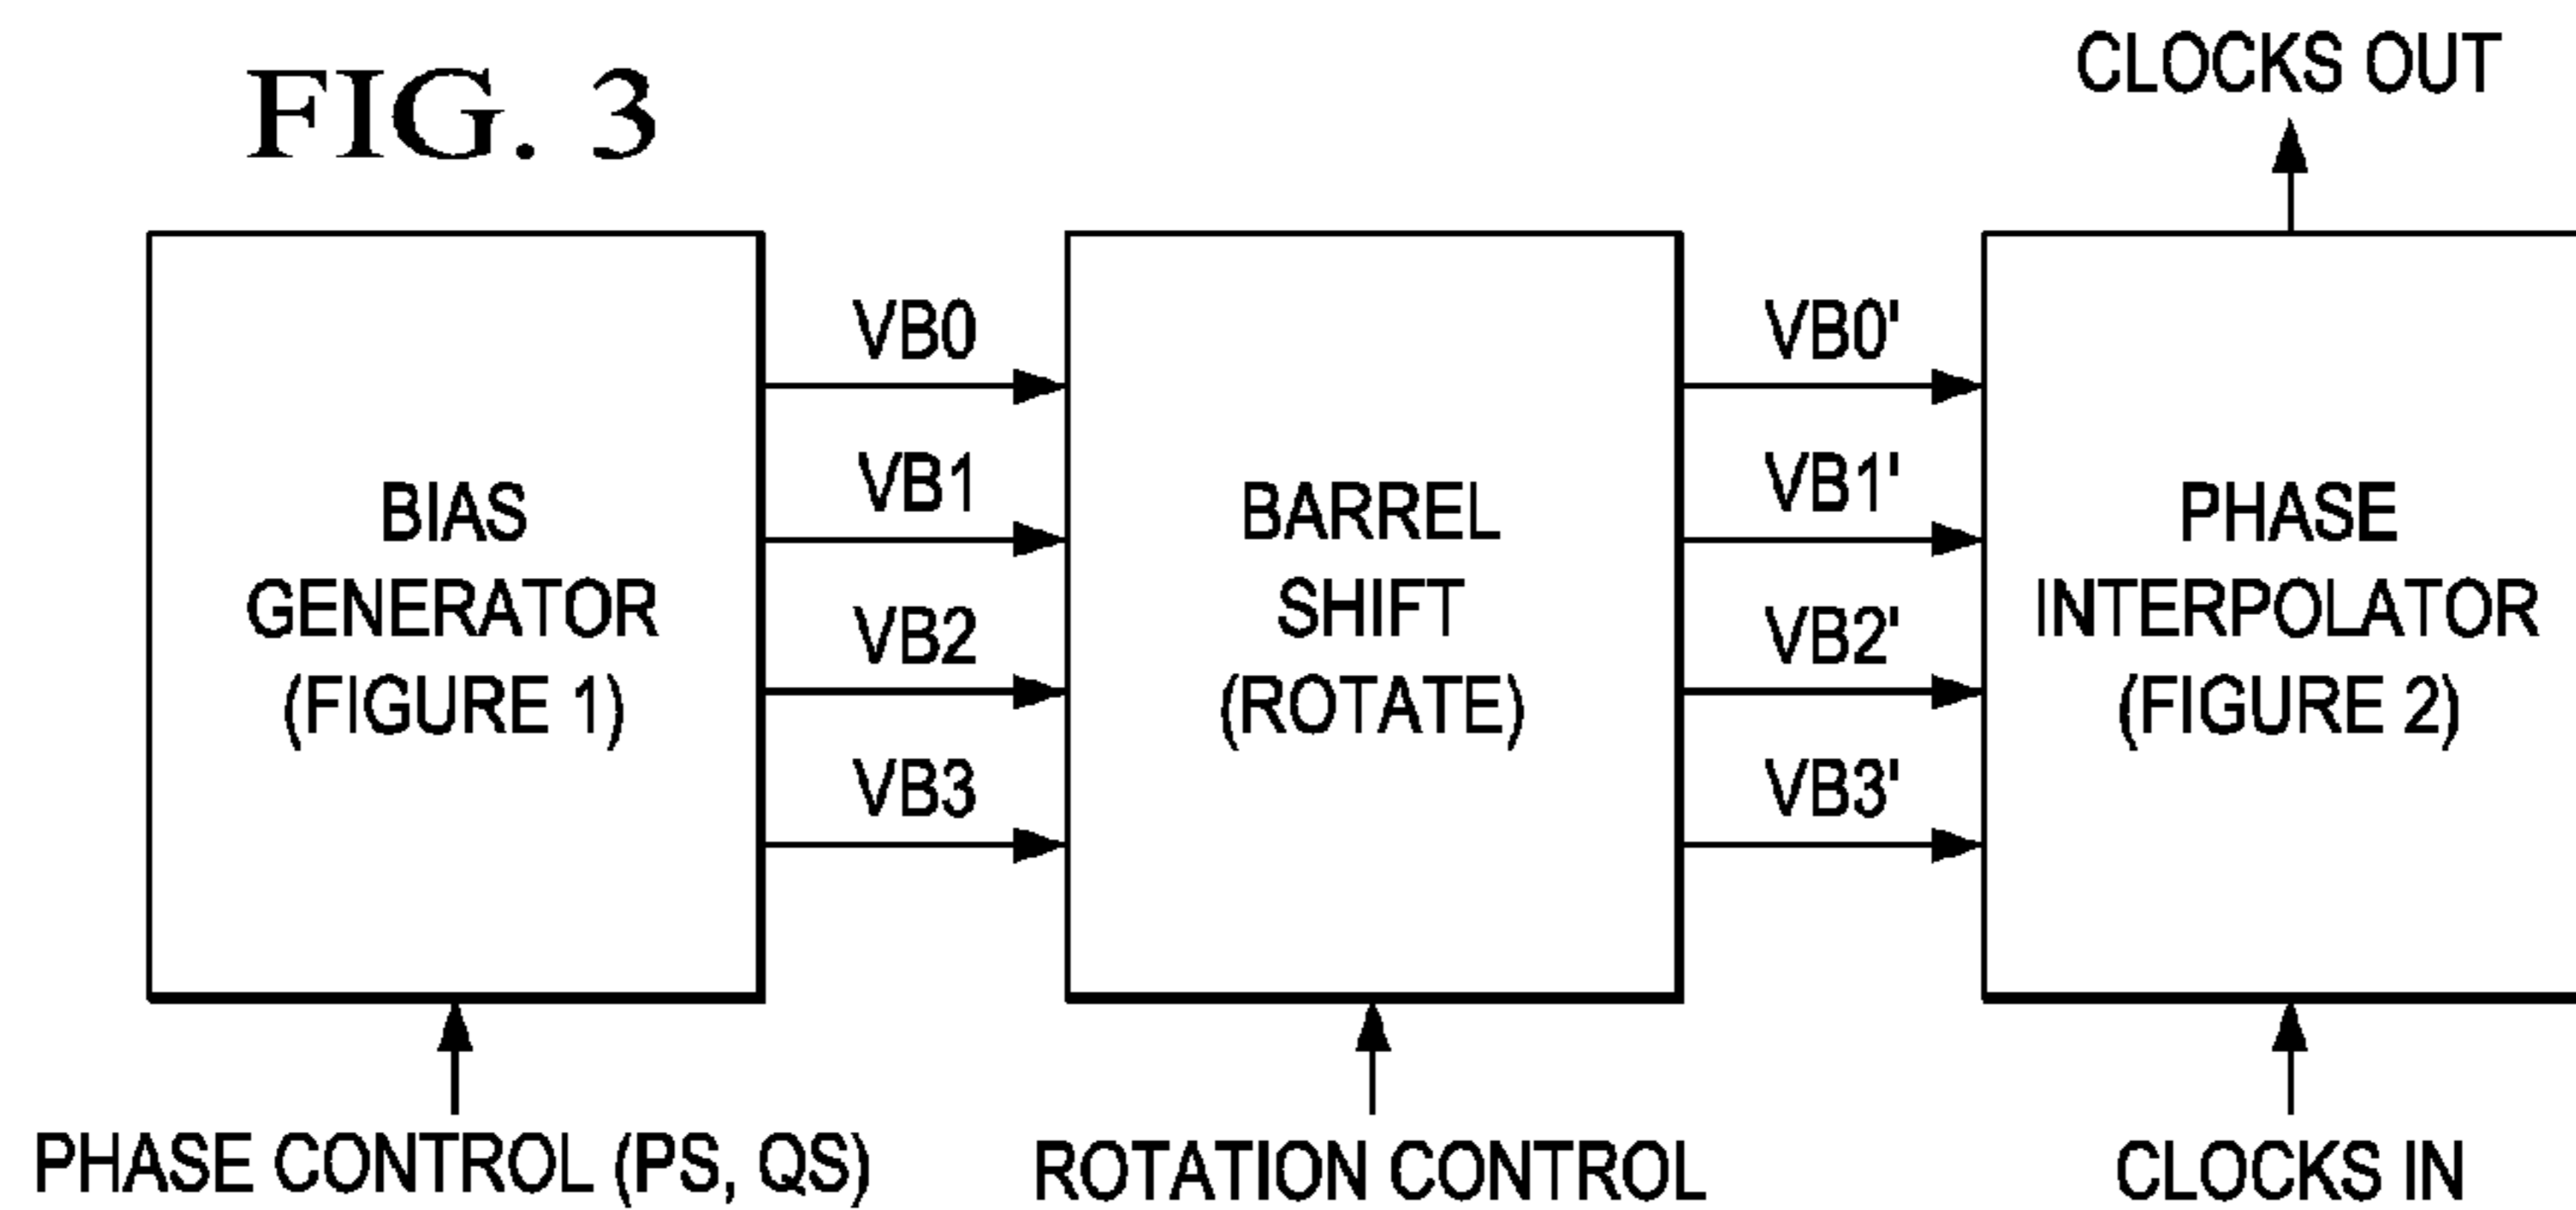 FIG. 3
CLOCKS OUT
BIAS
GENERATOR
(FIGURE 1)
VB0
VB1
VB2
VB3
BARREL
SHIFT
(ROTATE)
VB0'
VB1'
VB2'
VB3'
PHASE
INTERPOLATOR
(FIGURE 2)
PHASE CONTROL (PS, QS)
ROTATION CONTROL
CLOCKS IN